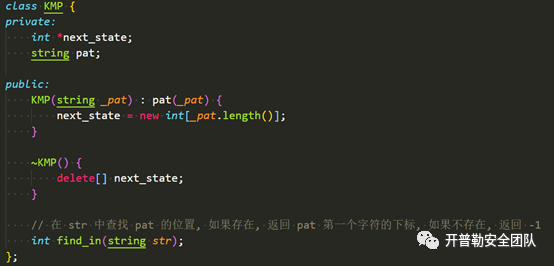 class KMP {
private:
    int *next_state;
    string pat;

public:
    KMP(string _pat) : pat(_pat) {
        next_state = new int[_pat.length()];
    }

    ~KMP() {
        delete[] next_state;
    }

    // 在 str 中查找 pat 的位置, 如果存在, 返回 pat 第一个字符的下标, 如果不存在, 返回 -1
    int find_in(string str);
};
开普勒安全团队